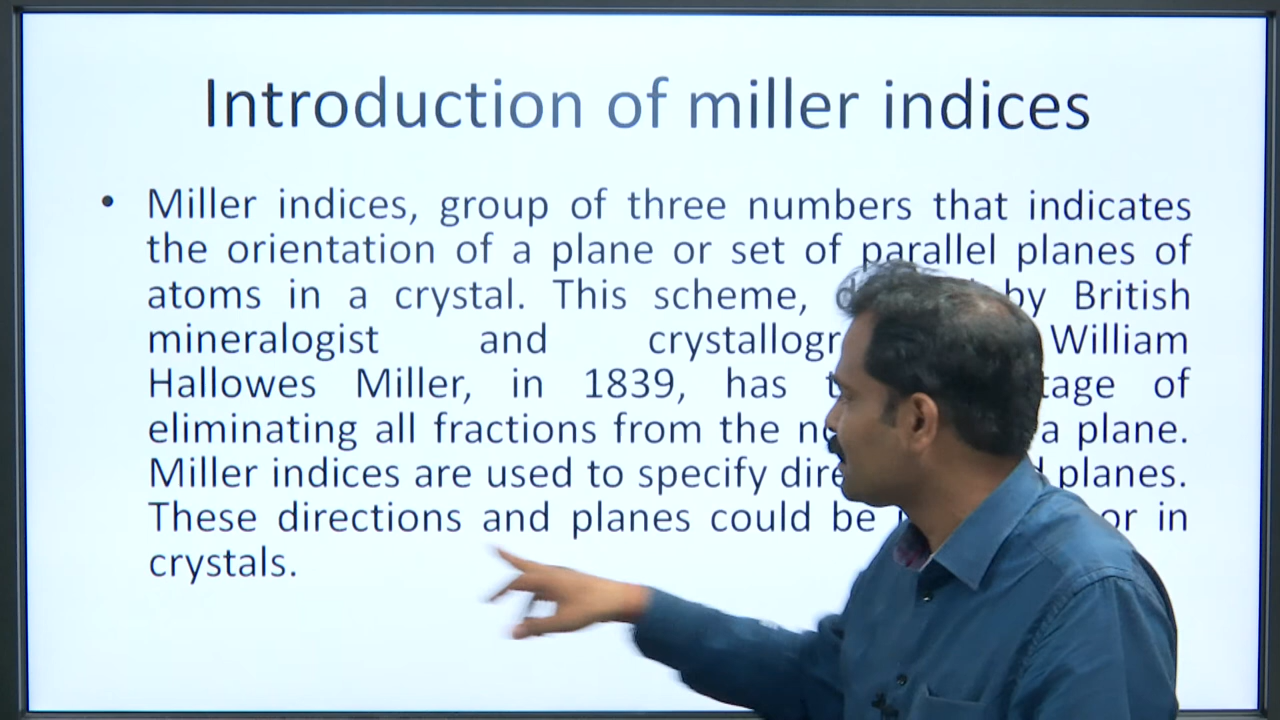 Introduction of miller indices
• Miller indices, group of three numbers that indicates
the orientation of a plane or set of parallel planes of
atoms in a crystal. This scheme, by British
mineralogist and William
Hallowes Miller, in 1839, has of
eliminating all fractions from the a plane.
Miller indices are used to specify planes.
These directions and planes could be or in
crystals.